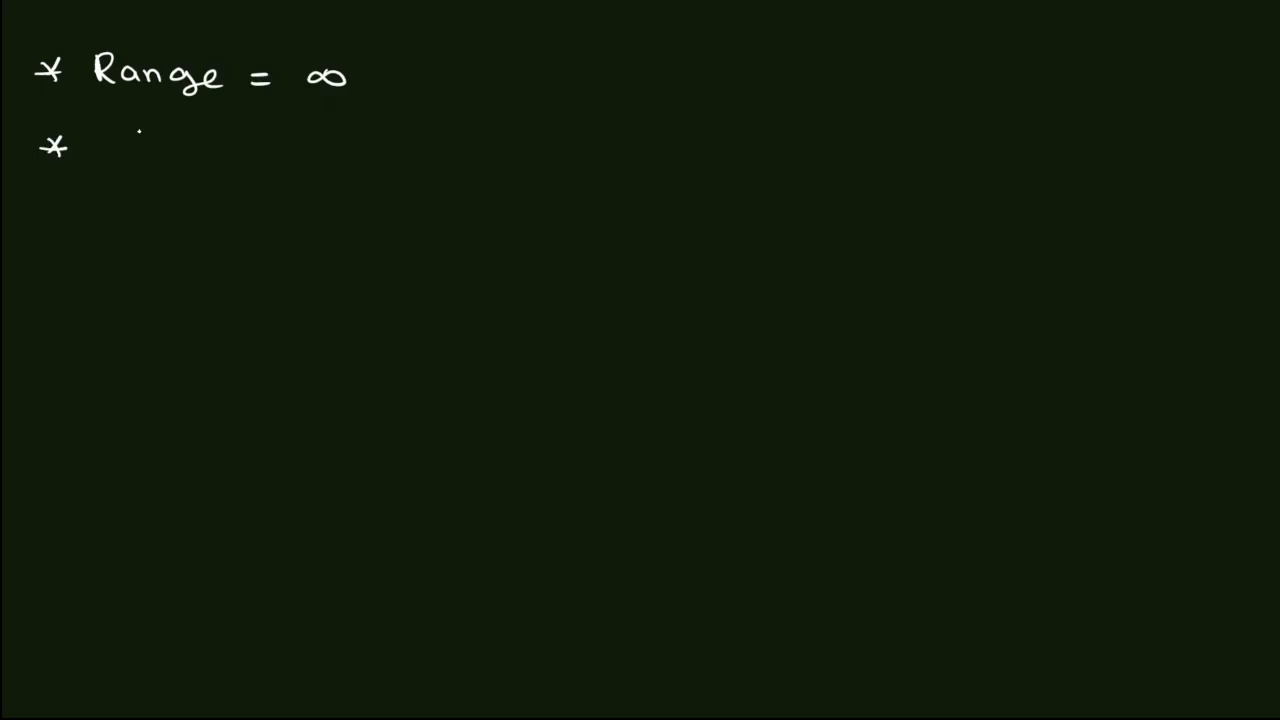 * Range = ∞
*